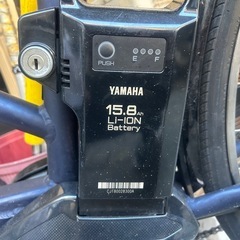 PUSH
E F
YAMAHA
15.8Ah
Li-ION
Battery